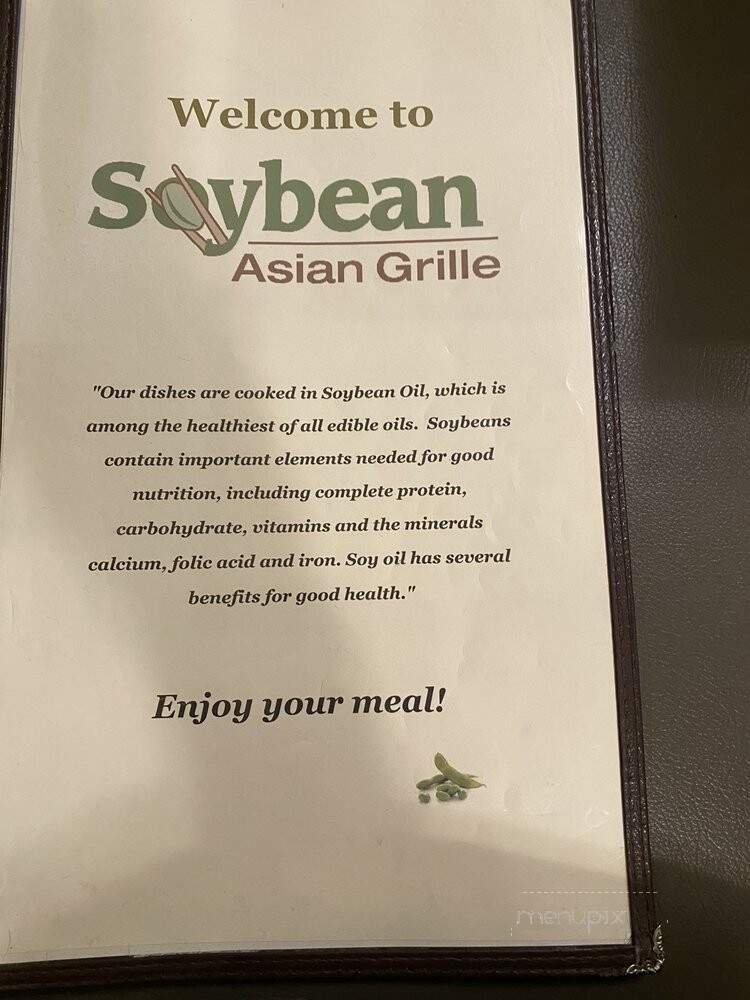 Welcome to
Soybean
Asian Grille
"Our dishes are cooked in Soybean Oil, which is
among the healthiest of all edible oils. Soybeans
contain important elements needed for good
nutrition, including complete protein,
carbohydrate, vitamins and the minerals
calcium, folic acid and iron. Soy oil has several
benefits for good health."
Enjoy your meal!
menupix